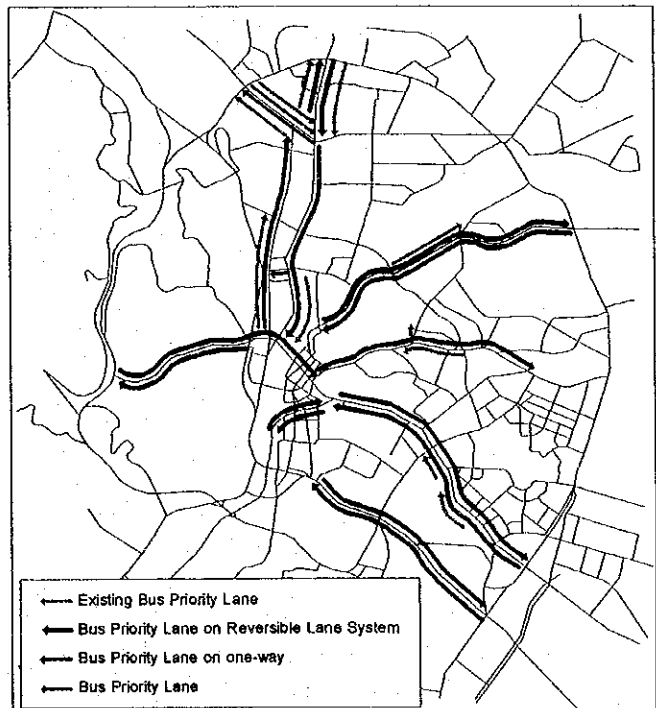 Existing Bus Priority Lane
Bus Priority Lane on Reversible Lane System
Bus Priority Lane on one-way
Bus Priority Lane